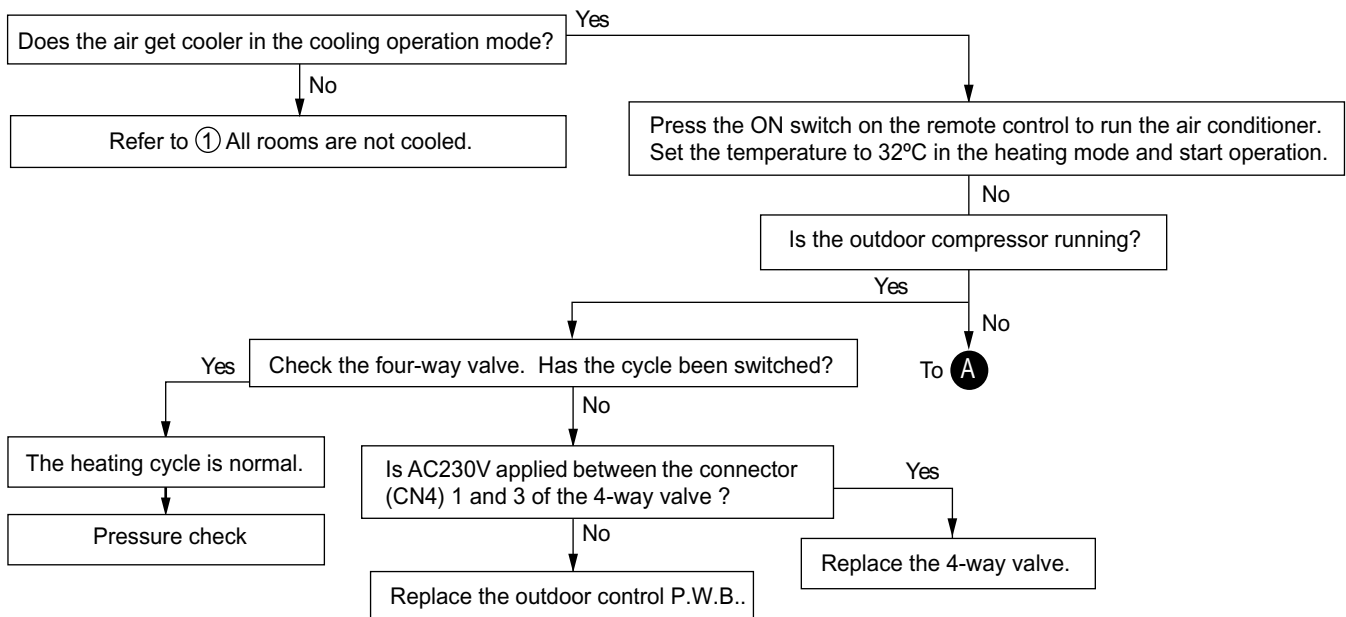 Does the air get cooler in the cooling operation mode?
Yes
No
Refer to ① All rooms are not cooled.
Press the ON switch on the remote control to run the air conditioner.
Set the temperature to 32ºC in the heating mode and start operation.
No
Is the outdoor compressor running?
Yes
No
To A
Check the four-way valve. Has the cycle been switched?
Yes
No
The heating cycle is normal.
Pressure check
Is AC230V applied between the connector
(CN4) 1 and 3 of the 4-way valve ?
Yes
No
Replace the 4-way valve.
Replace the outdoor control P.W.B..